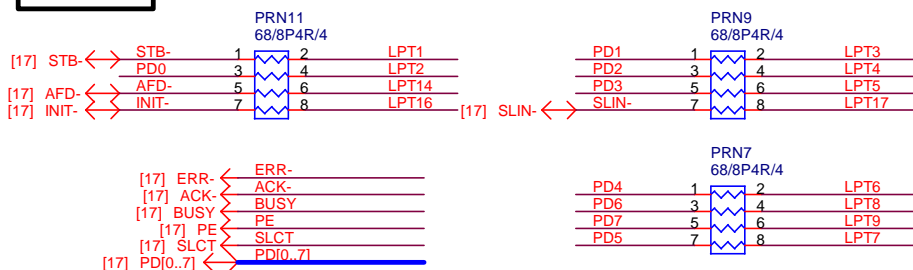 PRN11
68/8P4R/4
[17] STB- STB- 1 2 LPT1
PD0 3 4 LPT2
[17] AFD- AFD- 5 6 LPT14
[17] INIT- INIT- 7 8 LPT16
PRN9
68/8P4R/4
PD1 1 2 LPT3
PD2 3 4 LPT4
PD3 5 6 LPT5
[17] SLIN- SLIN- 7 8 LPT17
[17] ERR- ERR-
[17] ACK- ACK-
[17] BUSY BUSY
[17] PE PE
[17] SLCT SLCT
[17] PD[0..7] PD[0..7]
PRN7
68/8P4R/4
PD4 1 2 LPT6
PD6 3 4 LPT8
PD7 5 6 LPT9
PD5 7 8 LPT7